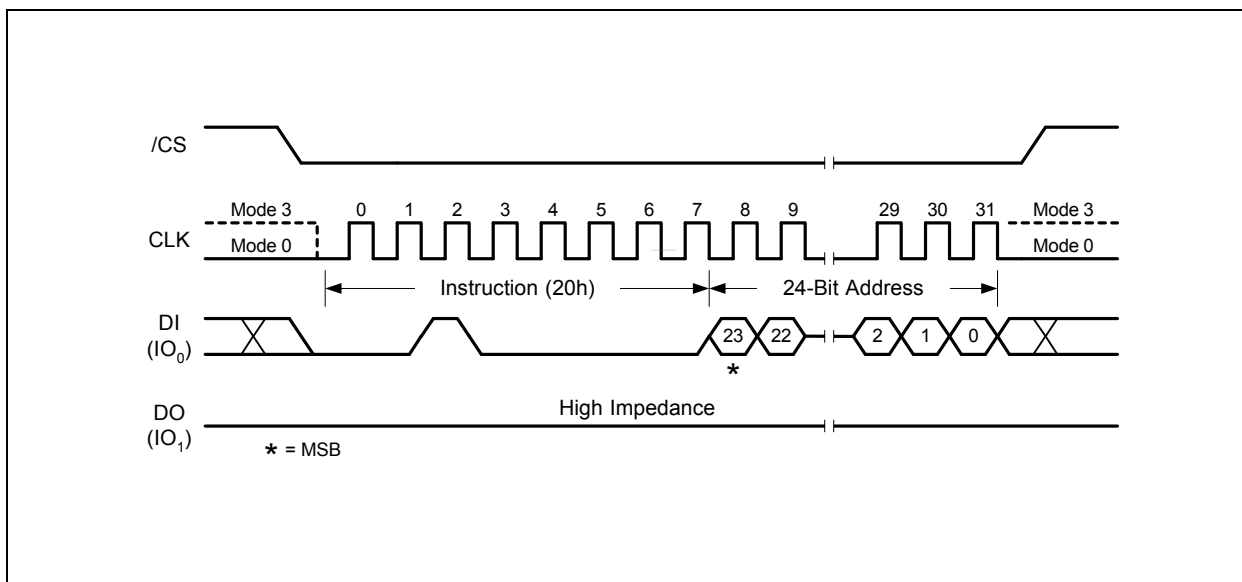 /CS
Mode 3 0 1 2 3 4 5 6 7 8 9 29 30 31 Mode 3
CLK Mode 0 Mode 0
Instruction (20h) 24-Bit Address
DI
(IO₀) 23 22 2 1 0
*
DO High Impedance
(IO₁)
* = MSB